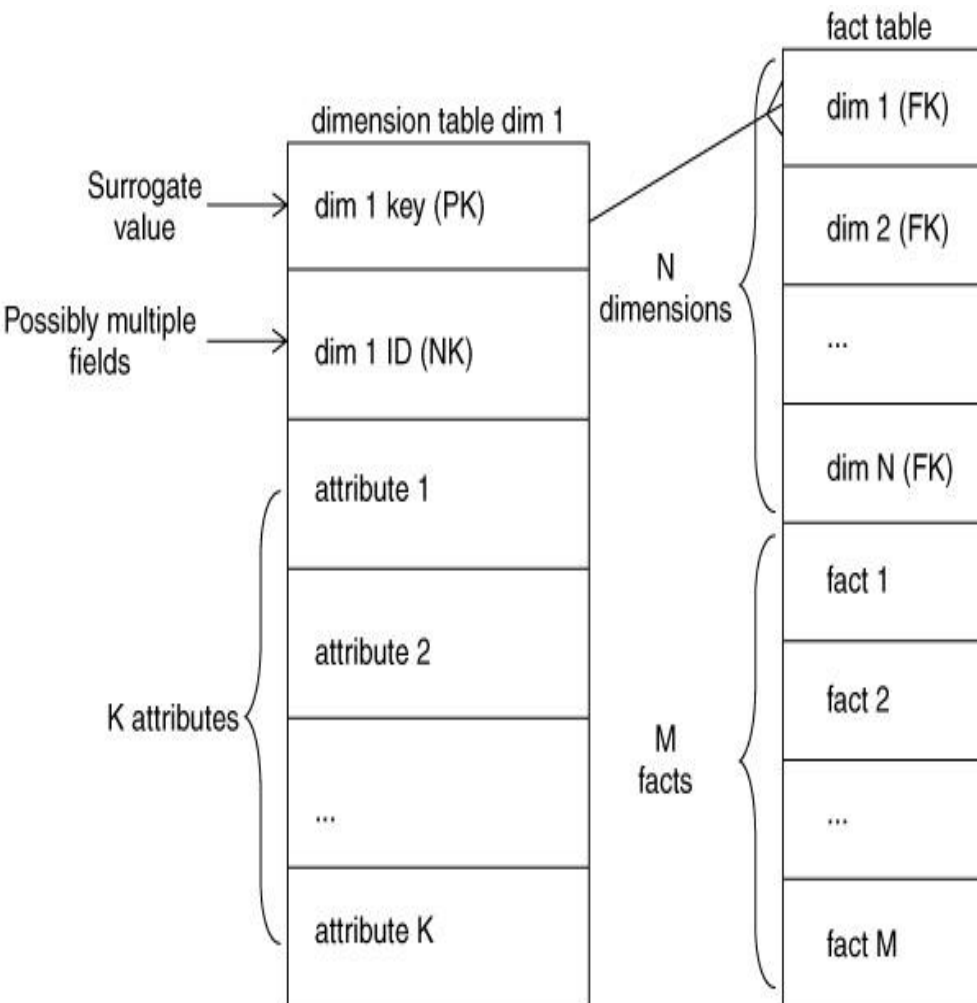 fact table
dimension table dim 1
Surrogate
value
Possibly multiple
fields
K attributes
dim 1 key (PK)
dim 1 ID (NK)
attribute 1
attribute 2
...
attribute K
N
dimensions
M
facts
dim 1 (FK)
dim 2 (FK)
...
dim N (FK)
fact 1
fact 2
...
fact M